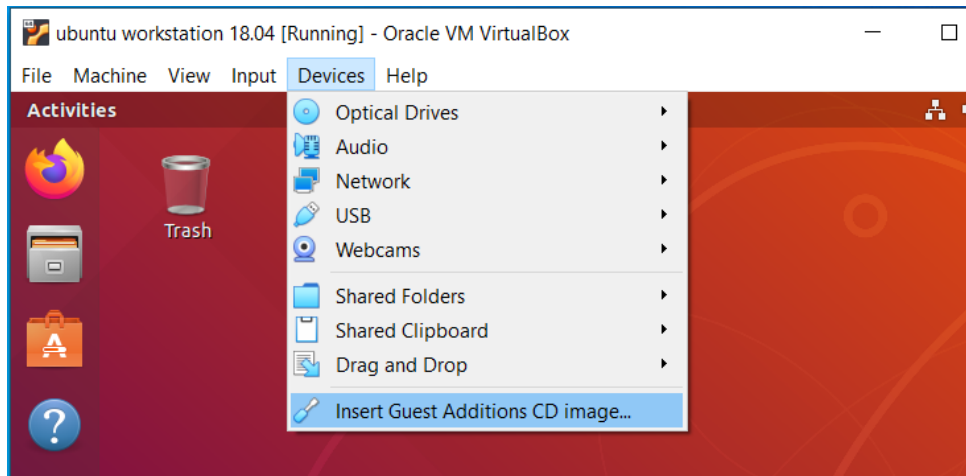 ubuntu workstation 18.04 [Running] - Oracle VM VirtualBox
File Machine View Input Devices Help
Activities
Optical Drives
Audio
Network
USB
Trash
Webcams
Shared Folders
Shared Clipboard
Drag and Drop
Insert Guest Additions CD image...